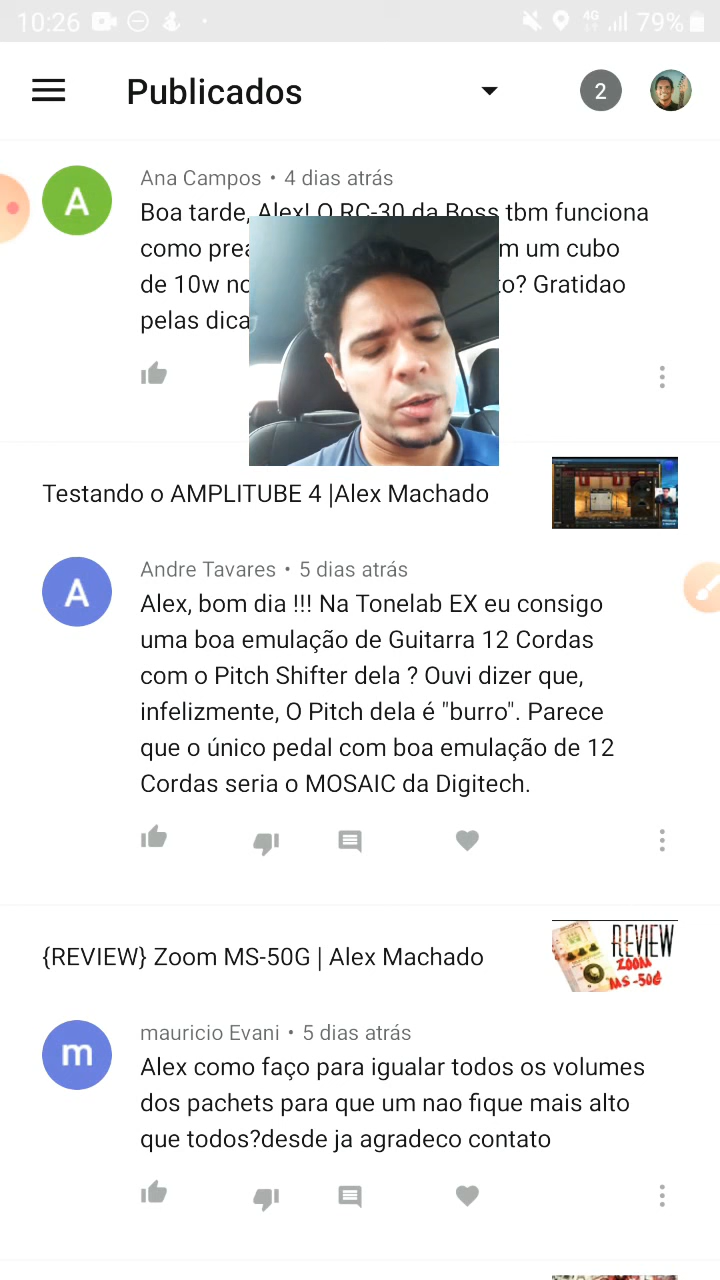 10:26
4G
79%
Publicados
2
A
Ana Campos • 4 dias atrás
Boa tarde, Alex! O RC-30 da Boss tbm funciona
como m um cubo
de 10w to? Gratidao
pelas dica
Testando o AMPLITUBE 4 |Alex Machado
A
Andre Tavares • 5 dias atrás
Alex, bom dia !!! Na Tonelab EX eu consigo
uma boa emulação de Guitarra 12 Cordas
com o Pitch Shifter dela ? Ouvi dizer que,
infelizmente, O Pitch dela é "burro". Parece
que o único pedal com boa emulação de 12
Cordas seria o MOSAIC da Digitech.
{REVIEW} Zoom MS-50G | Alex Machado
REVIEW
ZOOM
MS-50G
m
mauricio Evani • 5 dias atrás
Alex como faço para igualar todos os volumes
dos pachets para que um nao fique mais alto
que todos?desde ja agradeco contato